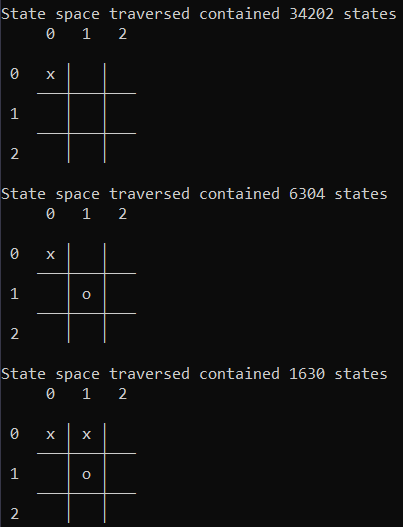 State space traversed contained 34202 states
0 1 2
0 x
1
2
State space traversed contained 6304 states
0 1 2
0 x
1 o
2
State space traversed contained 1630 states
0 1 2
0 x x
1 o
2